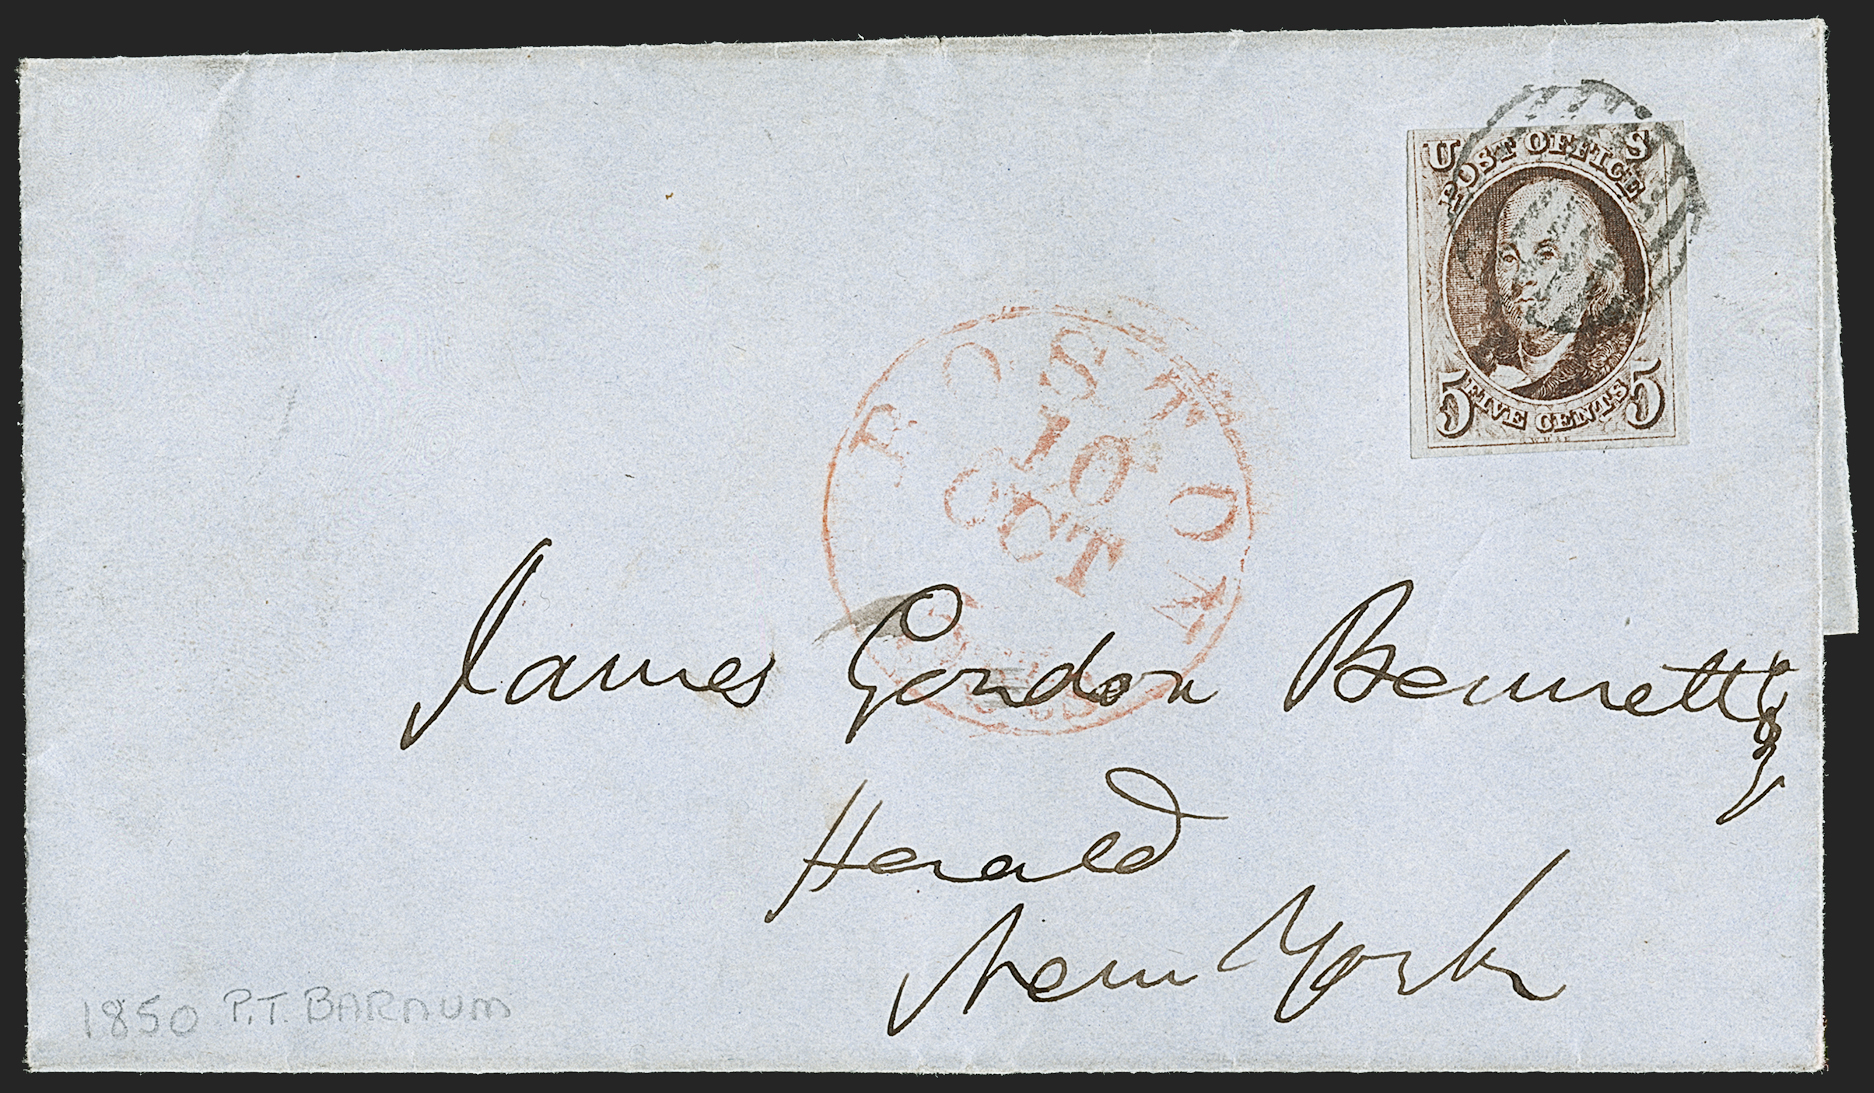 U S
POST OFFICE
5 FIVE CENTS 5
BOSTON
10
OCT
James Gordon Bennett
Herald
New York
1850 P.T. BARNUM